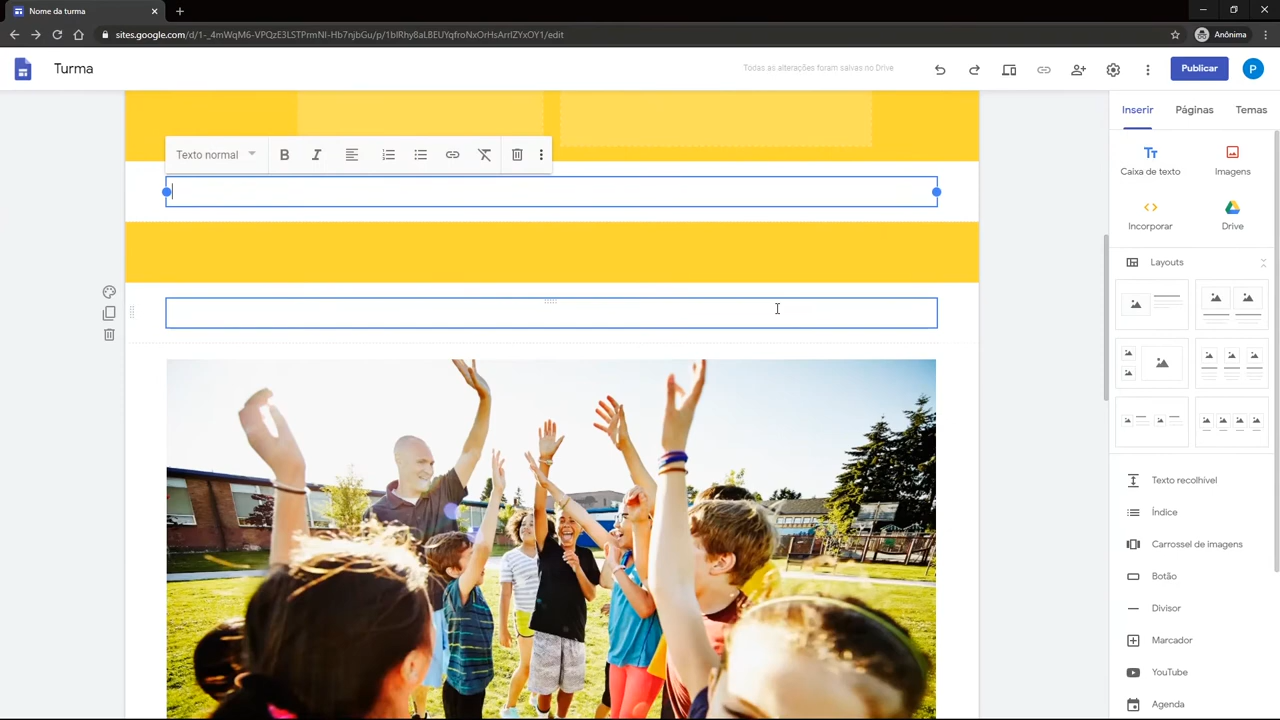 Nome da turma
sites.google.com/d/1-_4mWqM6-VPQzE3LSTPrmNI-Hb7njbGu/p/1bIRhy8aLBEUYqfroNxOrHsArrIZYxOY1/edit
Anônima
Turma
Todas as alterações foram salvas no Drive
Publicar
P
Inserir Páginas Temas
Texto normal
Caixa de texto Imagens
Incorporar Drive
Layouts
Texto recolhível
Índice
Carrossel de imagens
Botão
Divisor
Marcador
YouTube
Agenda